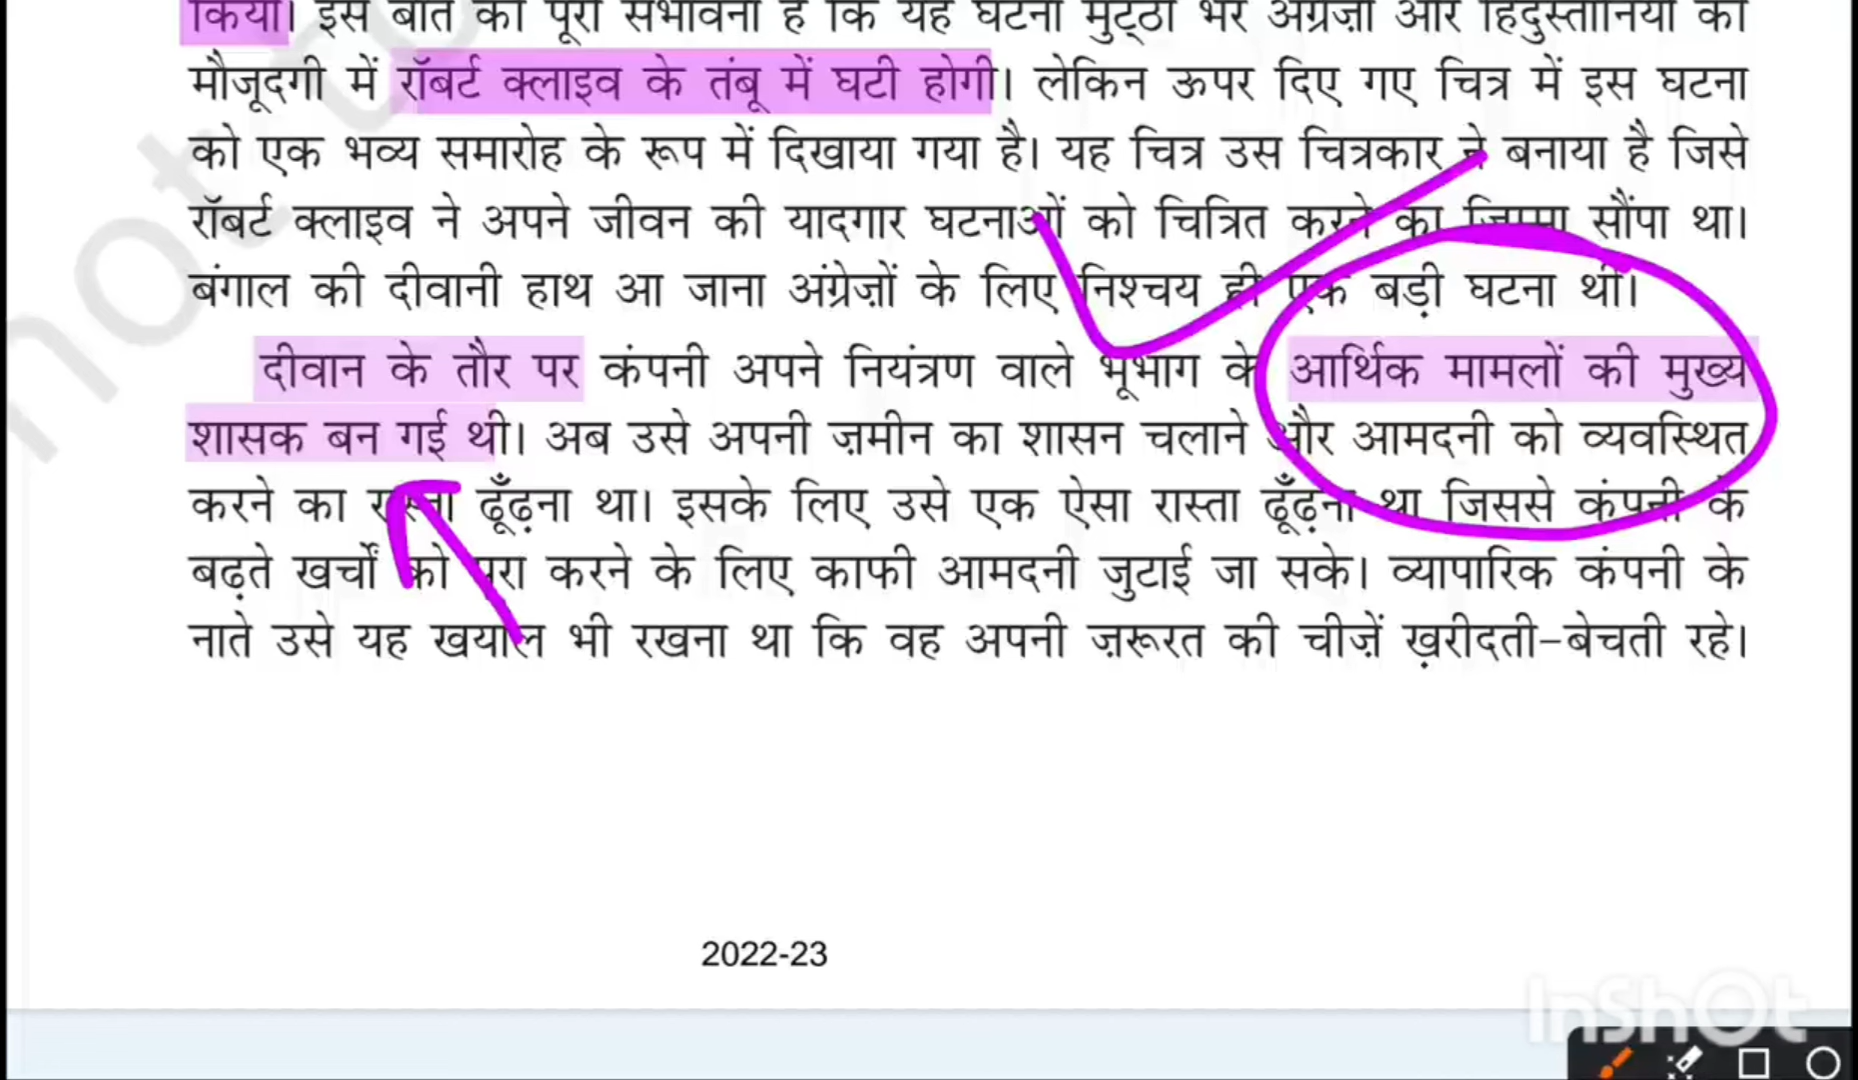 किया। इस बात की पूरी संभावना है कि यह घटना मुट्ठी भर अंग्रेज़ों और हिंदुस्तानियों की
मौजूदगी में रॉबर्ट क्लाइव के तंबू में घटी होगी। लेकिन ऊपर दिए गए चित्र में इस घटना
को एक भव्य समारोह के रूप में दिखाया गया है। यह चित्र उस चित्रकार ने बनाया है जिसे
रॉबर्ट क्लाइव ने अपने जीवन की यादगार घटनाओं को चित्रित करने का जिम्मा सौंपा था।
बंगाल की दीवानी हाथ आ जाना अंग्रेज़ों के लिए निश्चय ही एक बड़ी घटना थी।
दीवान के तौर पर कंपनी अपने नियंत्रण वाले भूभाग के आर्थिक मामलों की मुख्य
शासक बन गई थी। अब उसे अपनी ज़मीन का शासन चलाने और आमदनी को व्यवस्थित
करने का रास्ता ढूँढ़ना था। इसके लिए उसे एक ऐसा रास्ता ढूँढ़ना था जिससे कंपनी के
बढ़ते खर्चों को पूरा करने के लिए काफी आमदनी जुटाई जा सके। व्यापारिक कंपनी के
नाते उसे यह खयाल भी रखना था कि वह अपनी ज़रूरत की चीज़ें ख़रीदती–बेचती रहे।
not
2022-23
InShOt